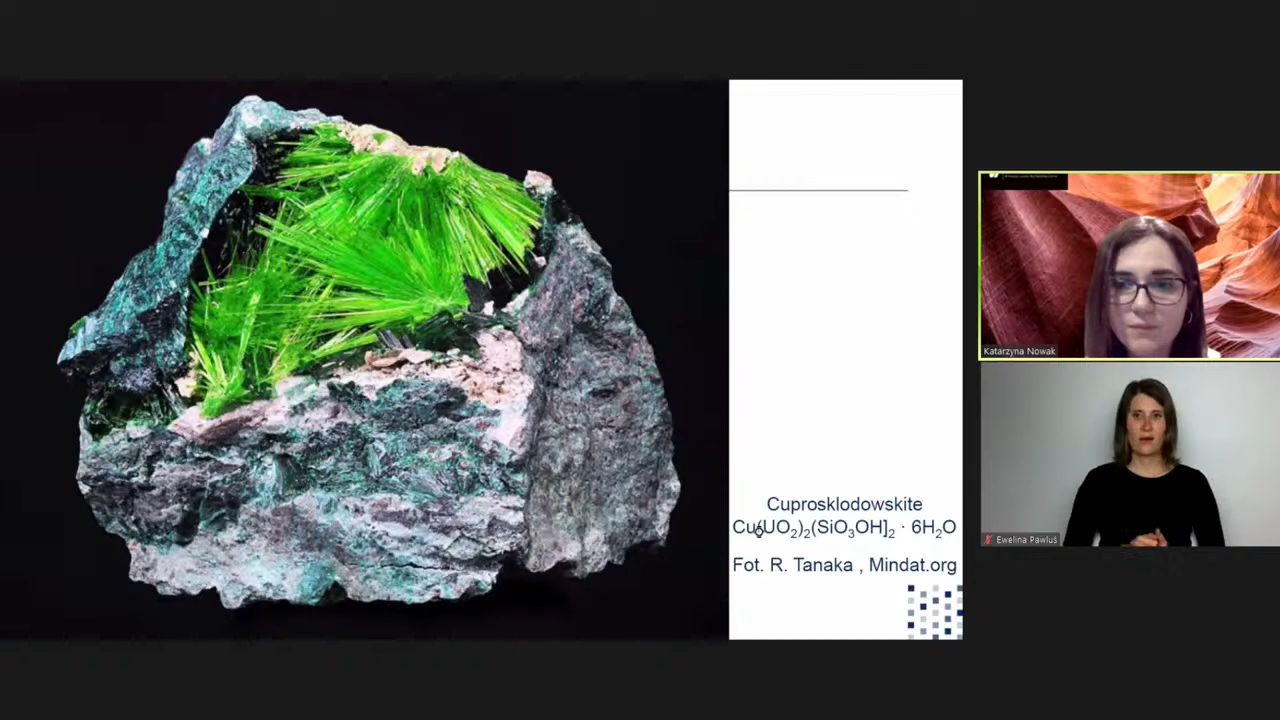 Cuprosklodowskite
Cu(UO₂)₂(SiO₃OH]₂ · 6H₂O
Fot. R. Tanaka , Mindat.org
Katarzyna Nowak
Ewelina Pawluś